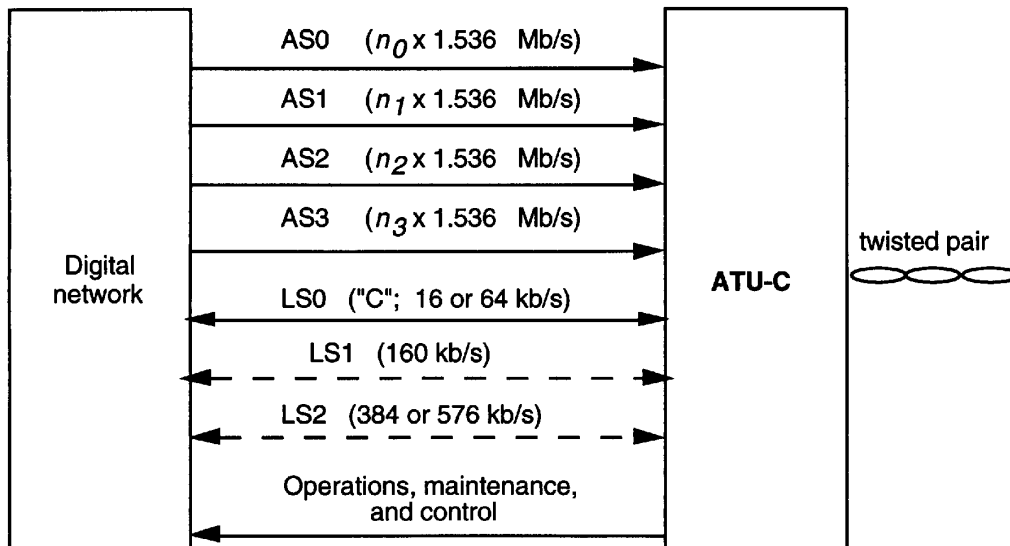 AS0 (n0 x 1.536 Mb/s)
AS1 (n1 x 1.536 Mb/s)
AS2 (n2 x 1.536 Mb/s)
AS3 (n3 x 1.536 Mb/s)
Digital
network
LS0 ("C"; 16 or 64 kb/s)
LS1 (160 kb/s)
LS2 (384 or 576 kb/s)
Operations, maintenance,
and control
ATU-C
twisted pair